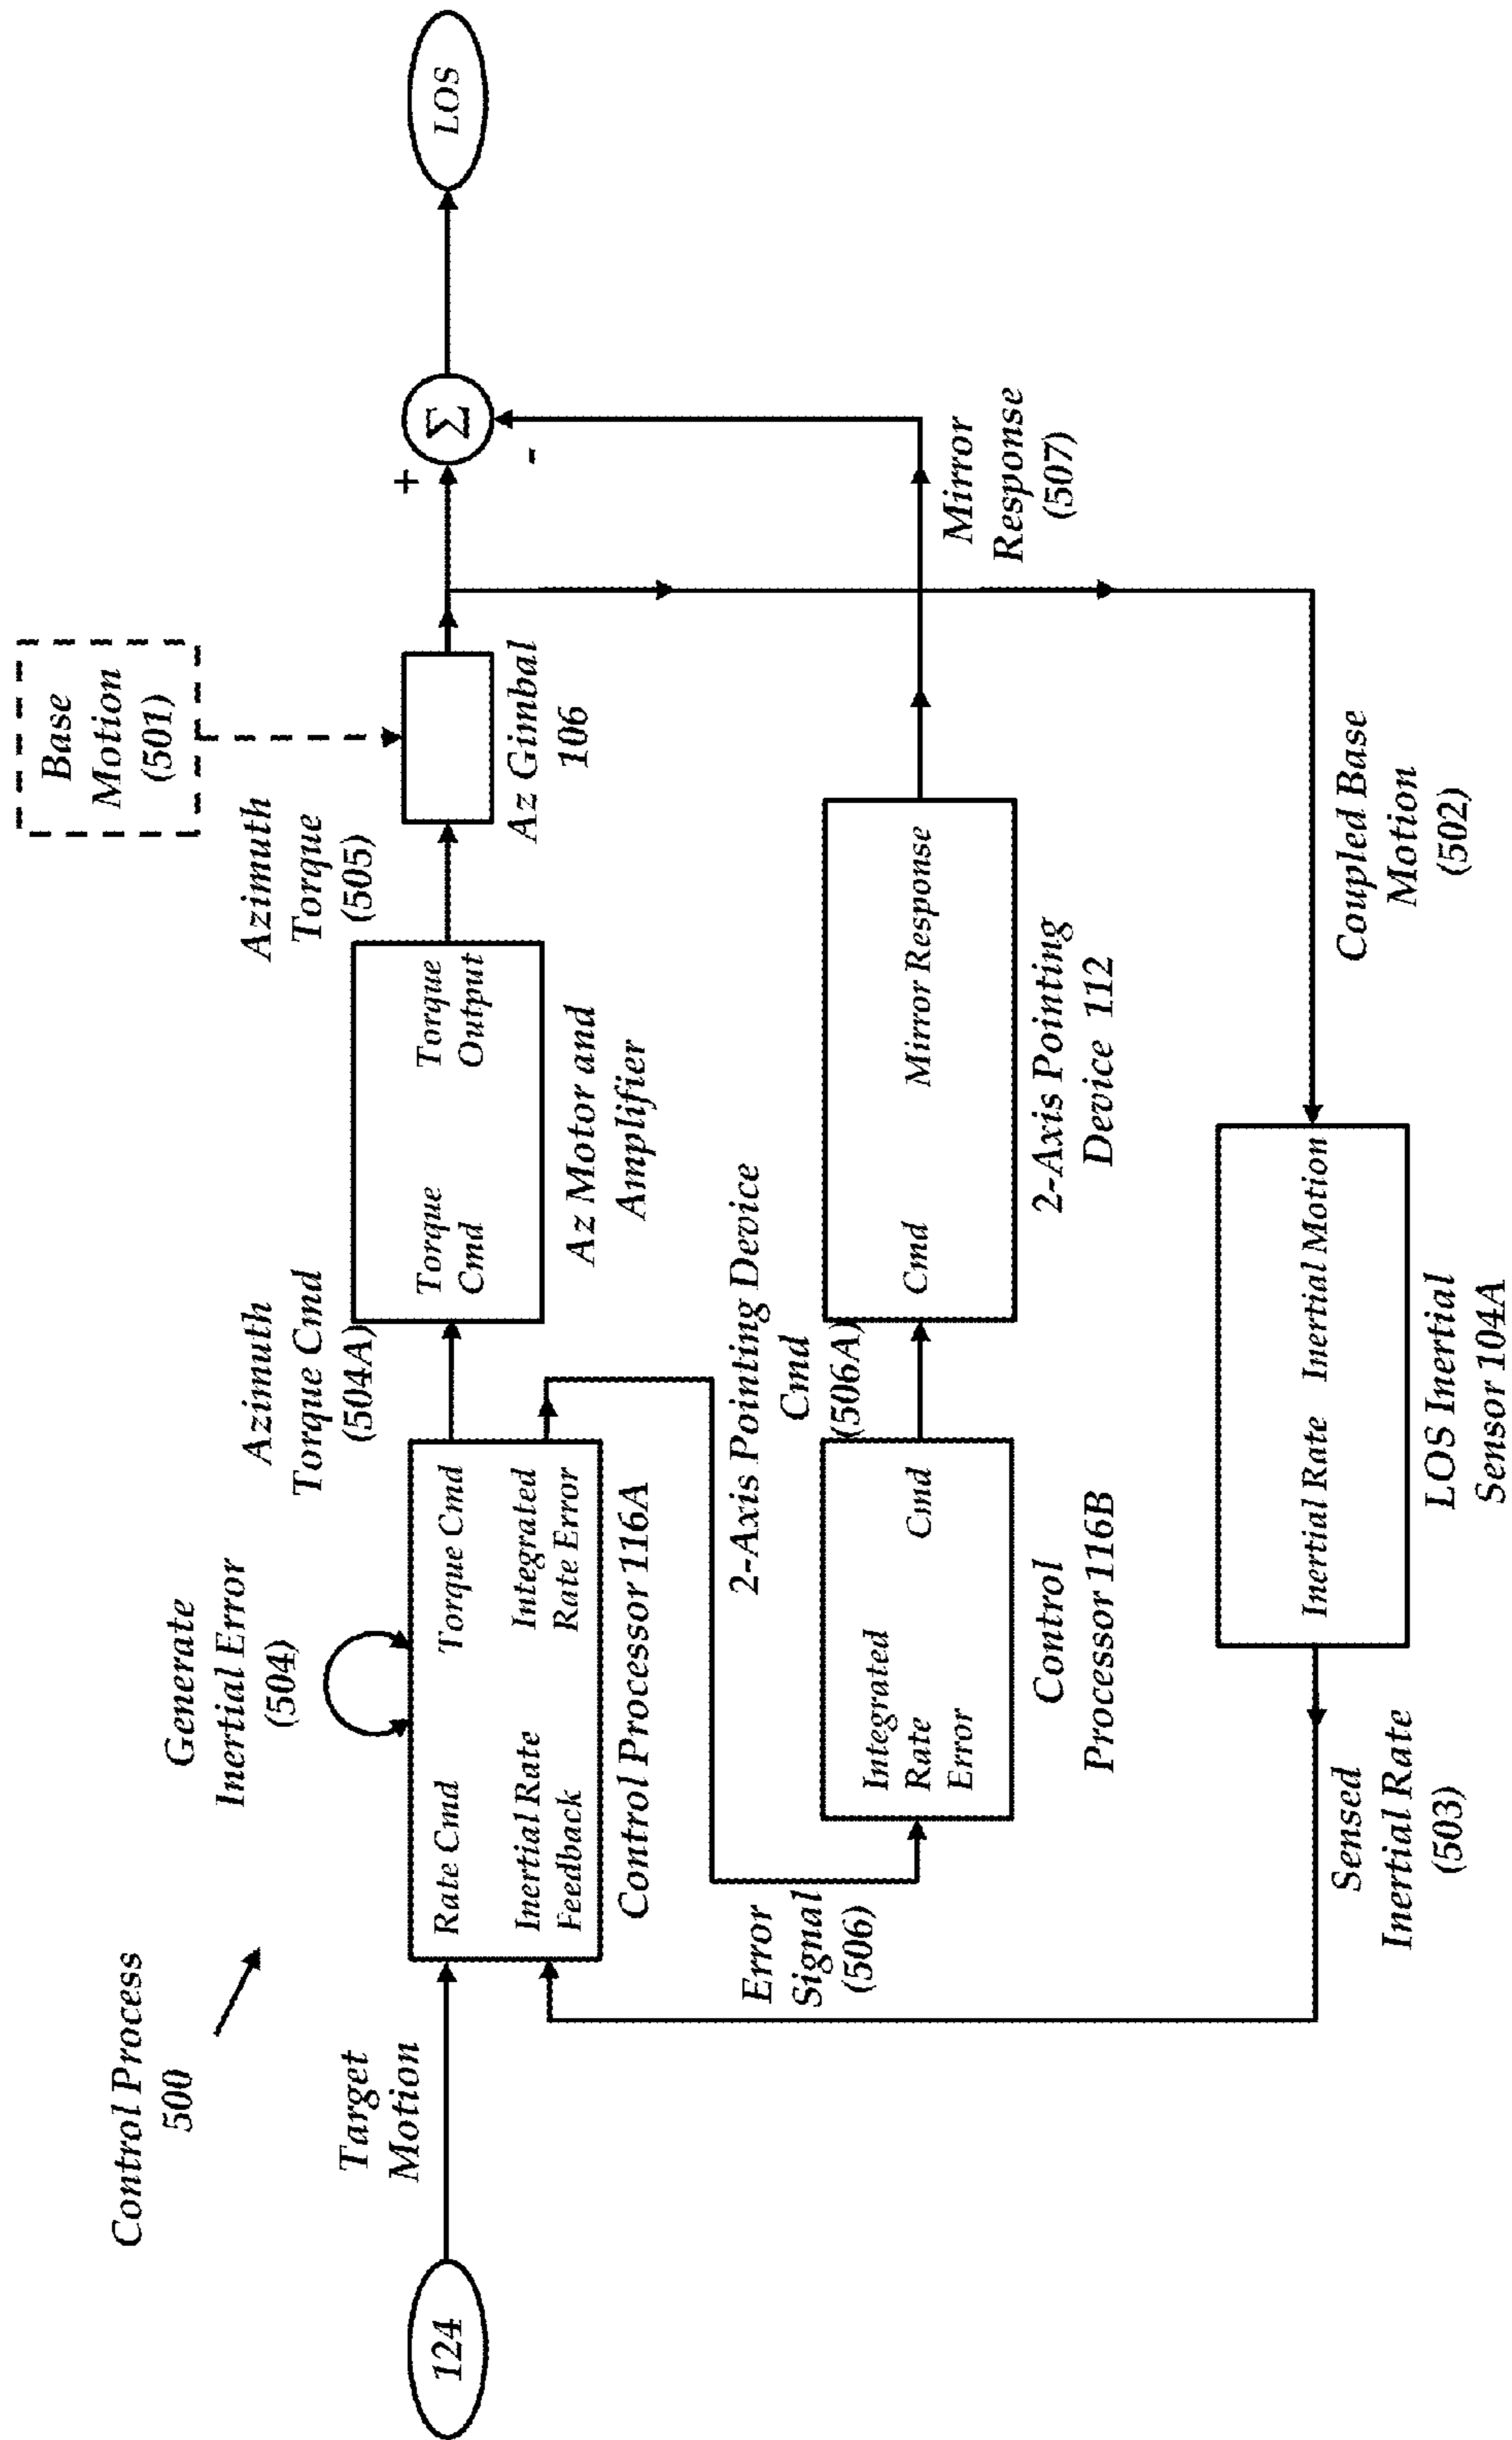 Control Process
500
124
Target
Motion
Generate
Inertial Error
(504)
Rate Cmd
Torque Cmd
Inertial Rate
Feedback
Integrated
Rate Error
Control Processor 116A
Azimuth
Torque Cmd
(504A)
Torque
Cmd
Torque
Output
Az Motor and
Amplifier
Azimuth
Torque
(505)
Base
Motion
(501)
Az Gimbal
106
+
-
Σ
LOS
Error
Signal
(506)
Integrated
Rate
Error
Cmd
Control
Processor 116B
2-Axis Pointing Device
Cmd
(506A)
Cmd
Mirror Response
2-Axis Pointing
Device 112
Mirror
Response
(507)
Sensed
Inertial Rate
(503)
Inertial Rate
Inertial Motion
LOS Inertial
Sensor 104A
Coupled Base
Motion
(502)